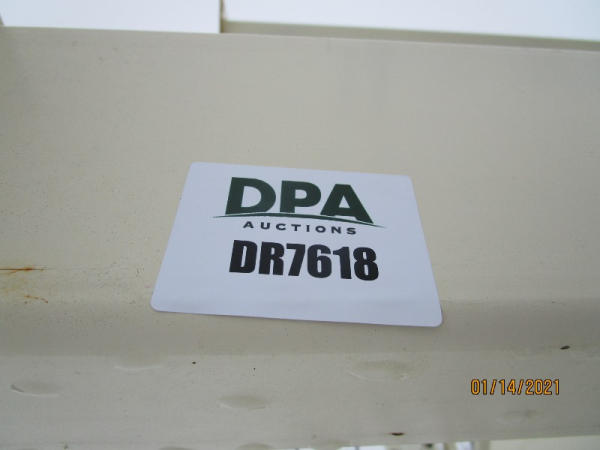 DPA
AUCTIONS
DR7618
01/14/2021